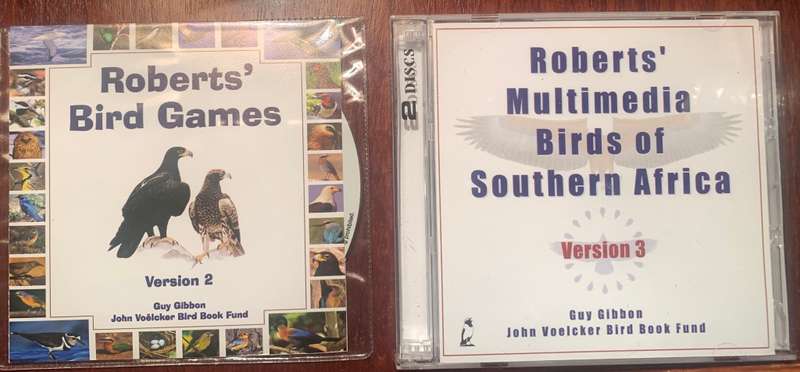 Roberts'
Bird Games
Version 2
Guy Gibbon
John Voëlcker Bird Book Fund
2 DISCS
Roberts'
Multimedia
Birds of
Southern Africa
Version 3
Guy Gibbon
John Voelcker Bird Book Fund